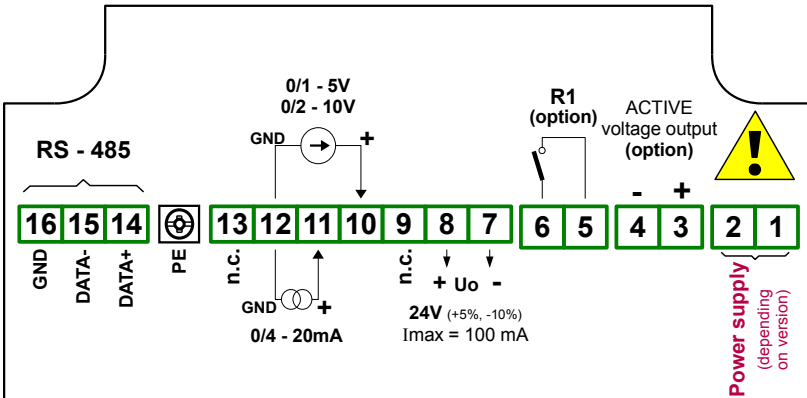 0/1 - 5V
0/2 - 10V
GND
+
RS - 485
R1
(option)
ACTIVE
voltage output
(option)
- +
!
16 15 14
PE
13 12 11 10 9 8 7
6 5
4 3
2 1
GND
DATA-
DATA+
n.c.
GND
+
0/4 - 20mA
n.c.
+ Uo -
24V (+5%, -10%)
Imax = 100 mA
Power supply
(depending
on version)